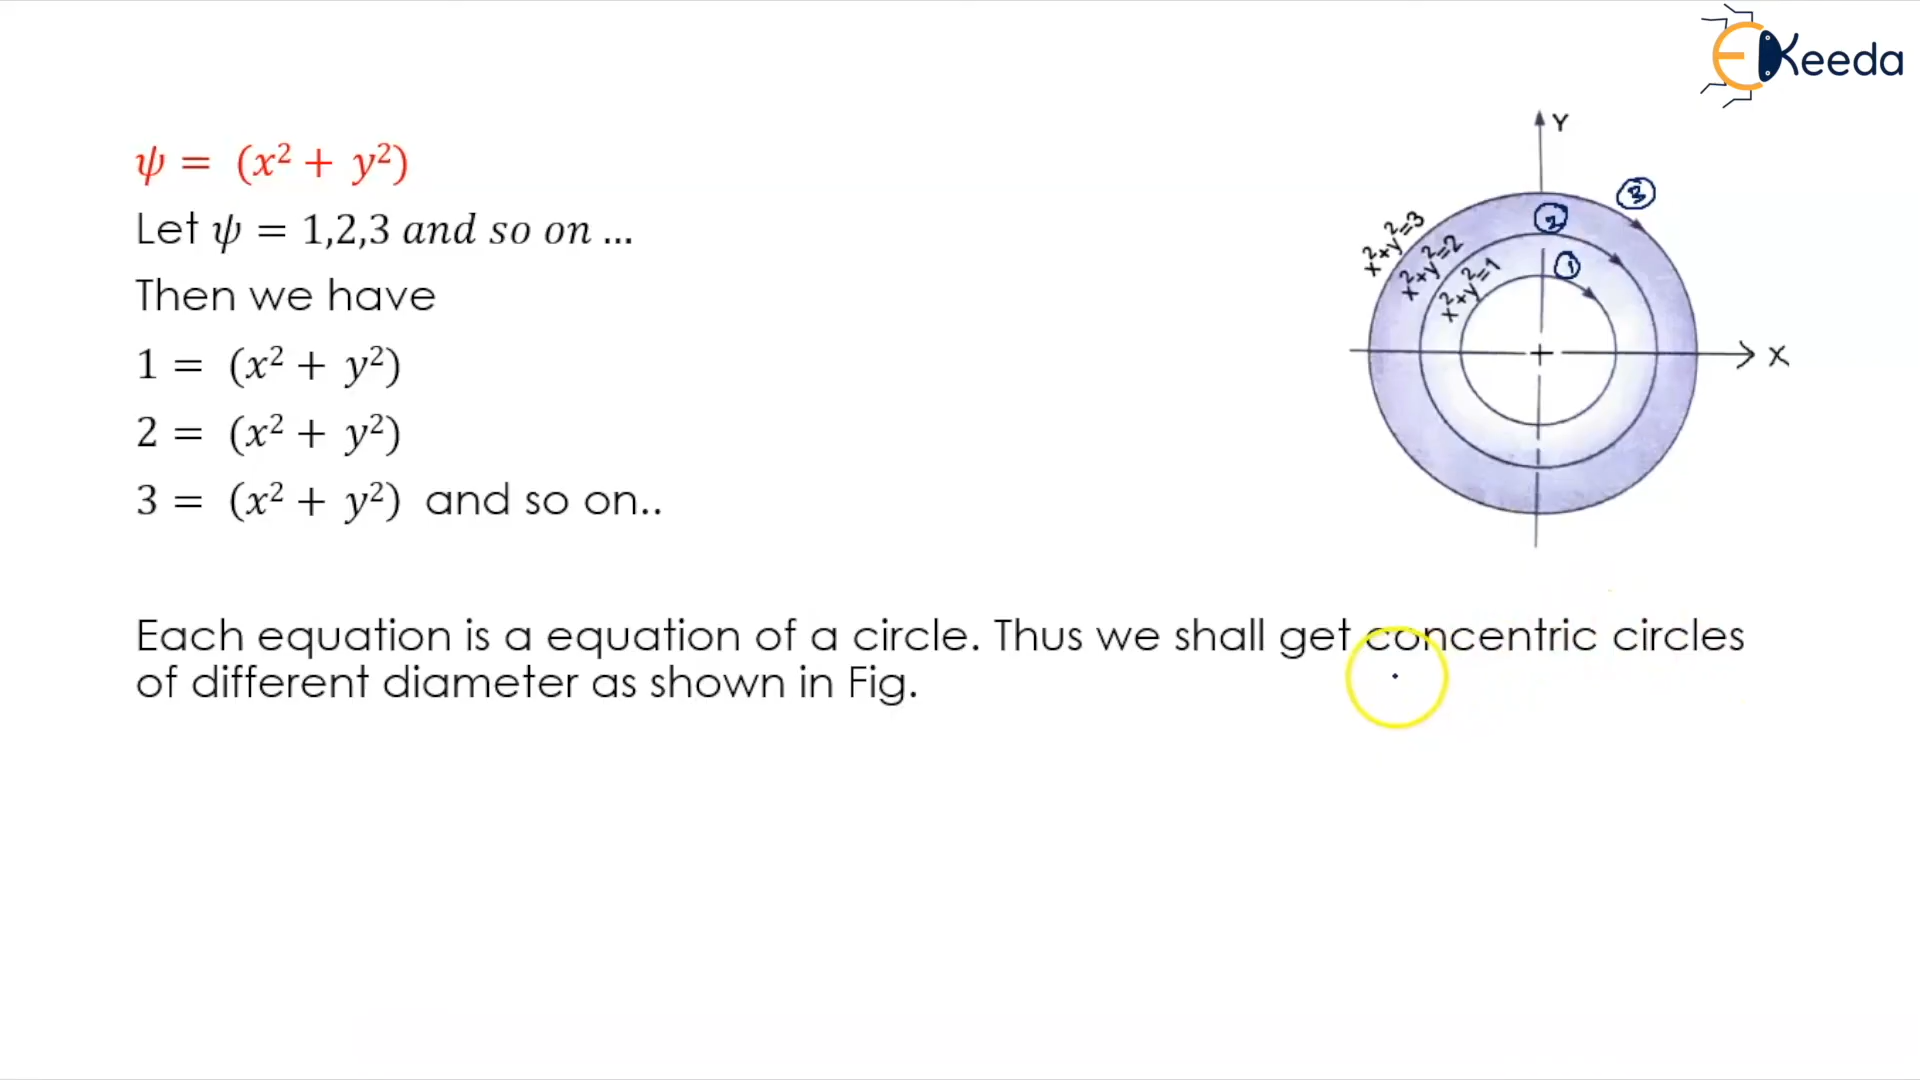 EKeeda
ψ = (x² + y²)
Let ψ = 1,2,3 and so on ...
Then we have
1 = (x² + y²)
2 = (x² + y²)
3 = (x² + y²) and so on..
Y
3
2
1
x²+y²=3
x²+y²=2
x²+y²=1
X
Each equation is a equation of a circle. Thus we shall get concentric circles
of different diameter as shown in Fig.